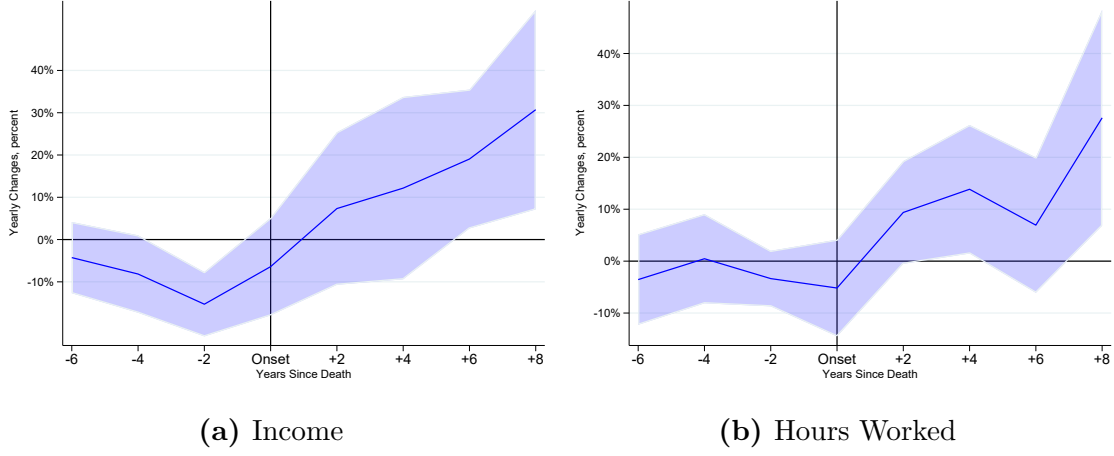 Yearly Changes, percent
40%
30%
20%
10%
0%
-10%
-6 -4 -2 Onset +2 +4 +6 +8
Years Since Death
(a) Income
Yearly Changes, percent
40%
30%
20%
10%
0%
-10%
-6 -4 -2 Onset +2 +4 +6 +8
Years Since Death
(b) Hours Worked